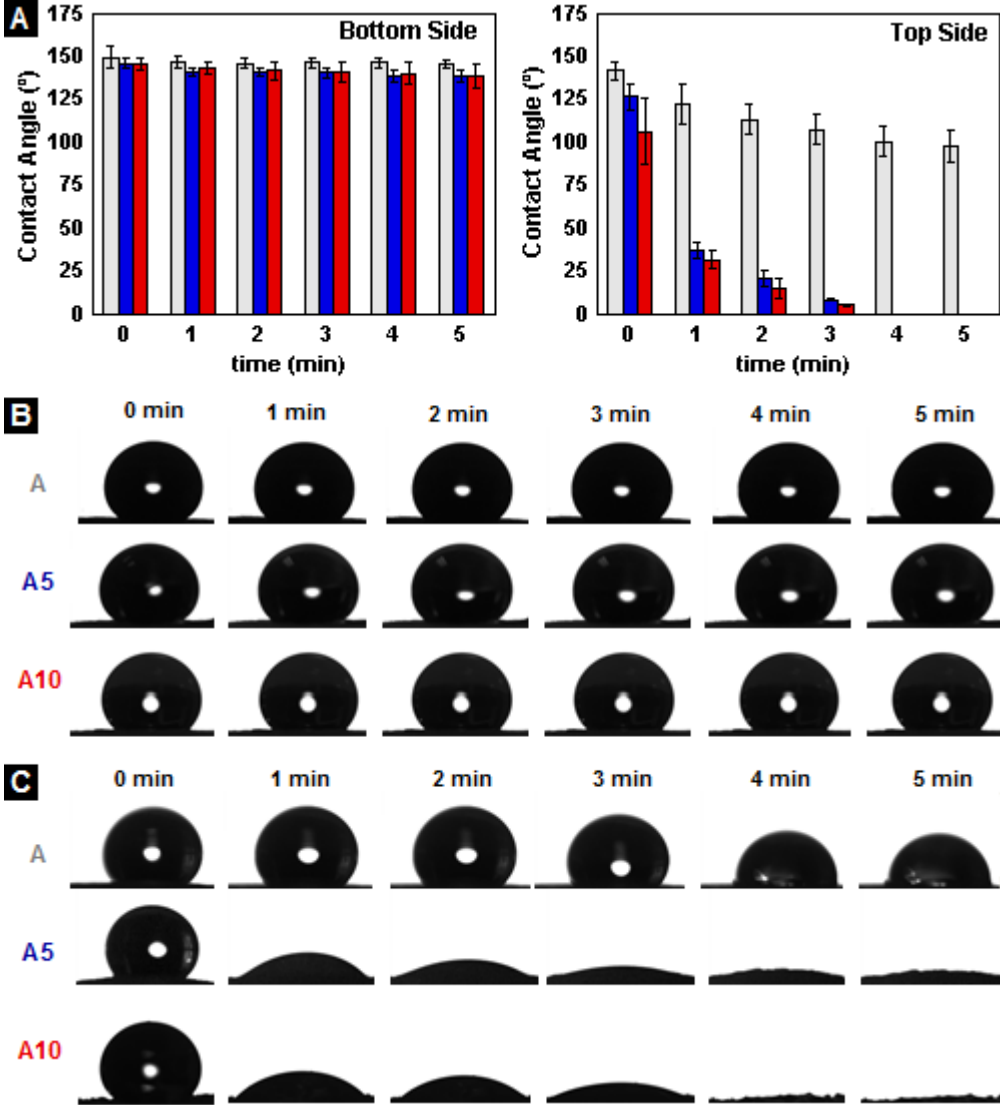 A
Bottom Side
Contact Angle (º)
175
150
125
100
75
50
25
0
0 1 2 3 4 5
time (min)
Top Side
Contact Angle (º)
175
150
125
100
75
50
25
0
0 1 2 3 4 5
time (min)
B
0 min 1 min 2 min 3 min 4 min 5 min
A
A5
A10
C
0 min 1 min 2 min 3 min 4 min 5 min
A
A5
A10